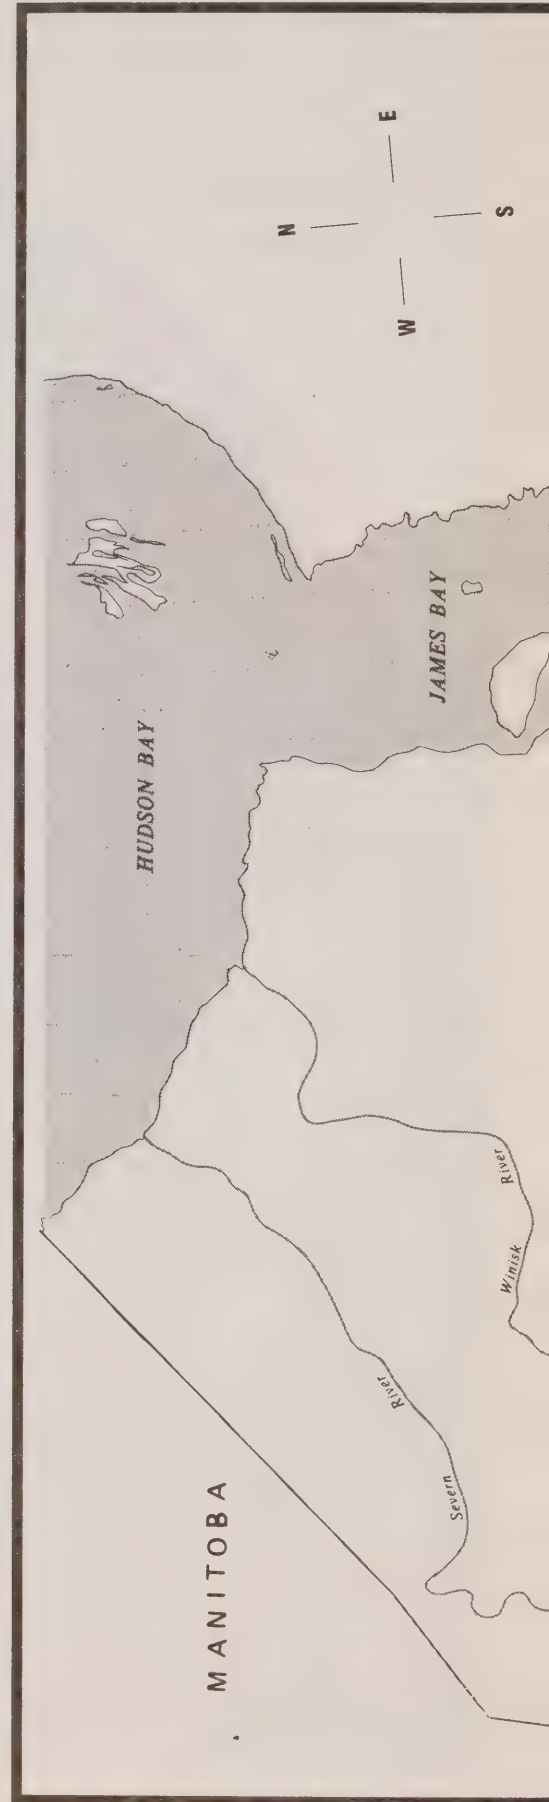 N
E
W
S
HUDSON BAY
JAMES BAY
MANITOBA
Severn River
Winisk River